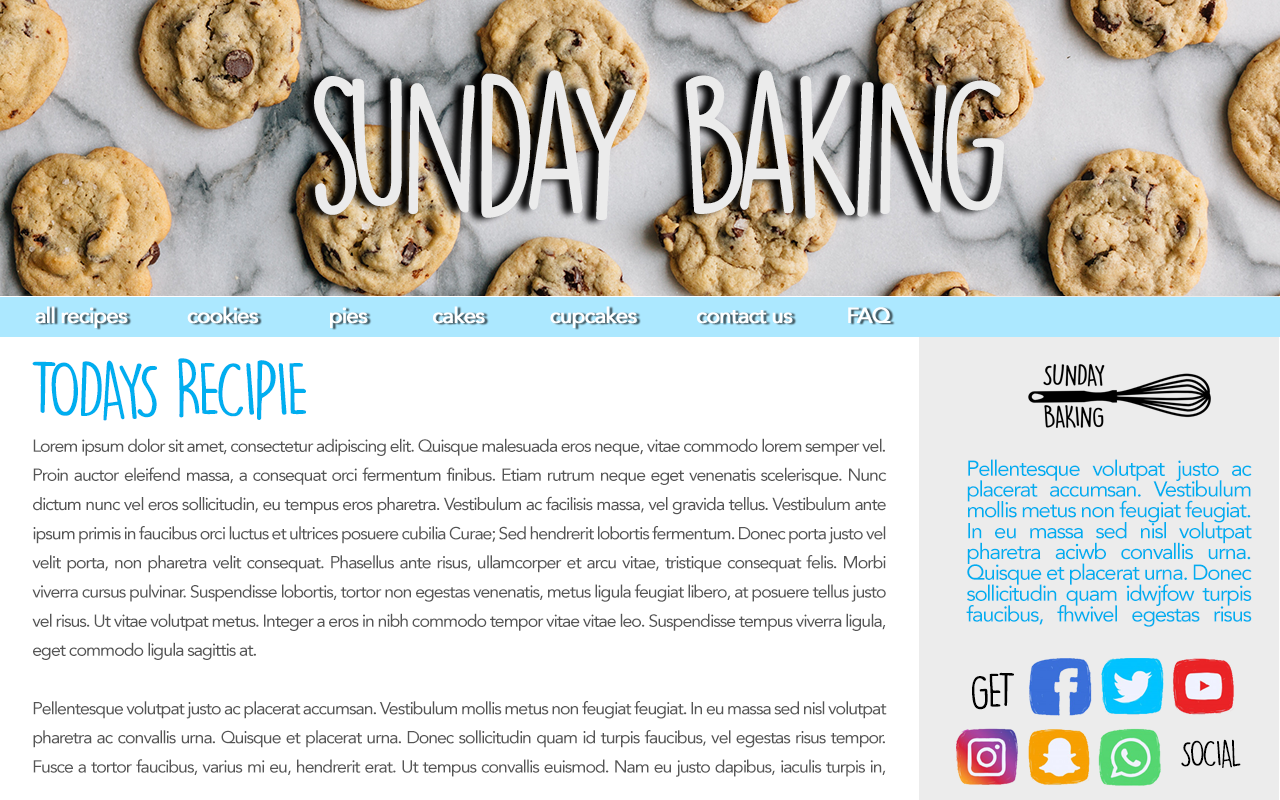 SUNDAY BAKING
all recipes cookies pies cakes cupcakes contact us FAQ
TODAYS RECIPIE
Lorem ipsum dolor sit amet, consectetur adipiscing elit. Quisque malesuada eros neque, vitae commodo lorem semper vel.
Proin auctor eleifend massa, a consequat orci fermentum finibus. Etiam rutrum neque eget venenatis scelerisque. Nunc
dictum nunc vel eros sollicitudin, eu tempus eros pharetra. Vestibulum ac facilisis massa, vel gravida tellus. Vestibulum ante
ipsum primis in faucibus orci luctus et ultrices posuere cubilia Curae; Sed hendrerit lobortis fermentum. Donec porta justo vel
velit porta, non pharetra velit consequat. Phasellus ante risus, ullamcorper et arcu vitae, tristique consequat felis. Morbi
viverra cursus pulvinar. Suspendisse lobortis, tortor non egestas venenatis, metus ligula feugiat libero, at posuere tellus justo
vel risus. Ut vitae volutpat metus. Integer a eros in nibh commodo tempor vitae vitae leo. Suspendisse tempus viverra ligula,
eget commodo ligula sagittis at.
Pellentesque volutpat justo ac placerat accumsan. Vestibulum mollis metus non feugiat feugiat. In eu massa sed nisl volutpat
pharetra ac convallis urna. Quisque et placerat urna. Donec sollicitudin quam id turpis faucibus, vel egestas risus tempor.
Fusce a tortor faucibus, varius mi eu, hendrerit erat. Ut tempus convallis euismod. Nam eu justo dapibus, iaculis turpis in,
SUNDAY
BAKING
Pellentesque volutpat justo ac
placerat accumsan. Vestibulum
mollis metus non feugiat feugiat.
In eu massa sed nisl volutpat
pharetra aciwb convallis urna.
Quisque et placerat urna. Donec
sollicitudin quam idwjfow turpis
faucibus, fhwivel egestas risus
GET
SOCIAL